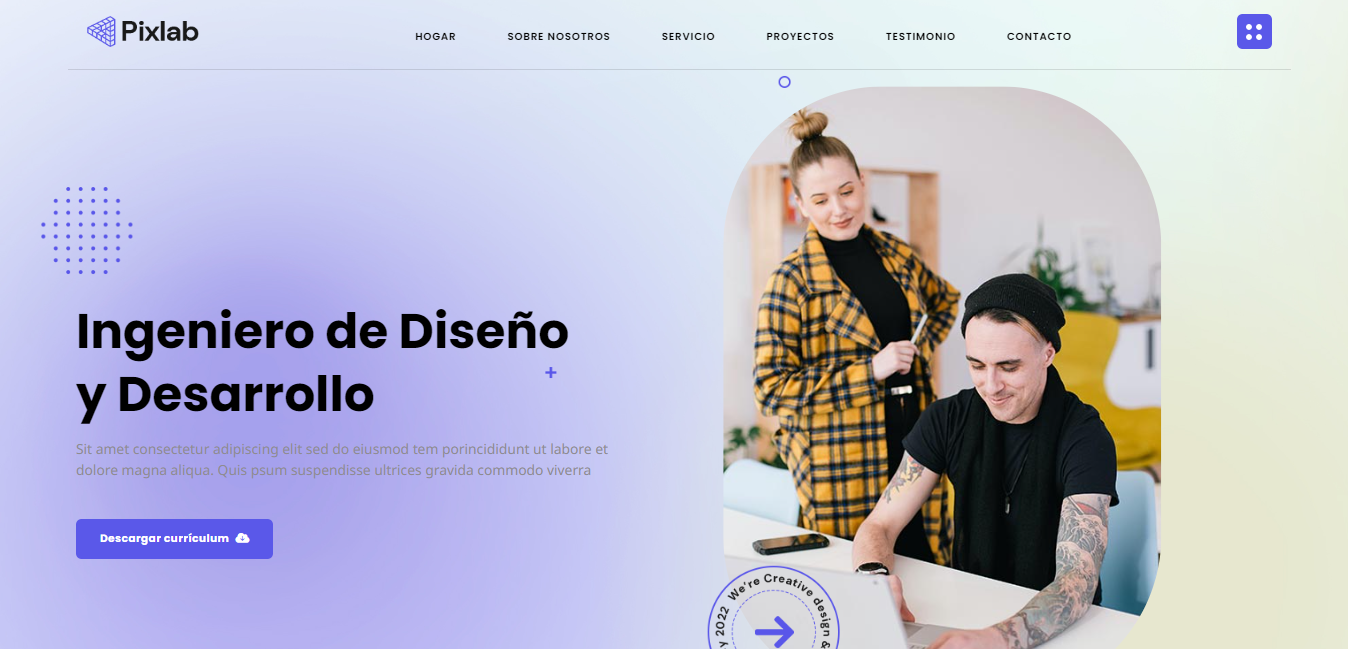 Pixlab
HOGAR
SOBRE NOSOTROS
SERVICIO
PROYECTOS
TESTIMONIO
CONTACTO
Ingeniero de Diseño
y Desarrollo
Sit amet consectetur adipiscing elit sed do eiusmod tem porincididunt ut labore et
dolore magna aliqua. Quis psum suspendisse ultrices gravida commodo viverra
Descargar currículum
2022 We're Creative design &